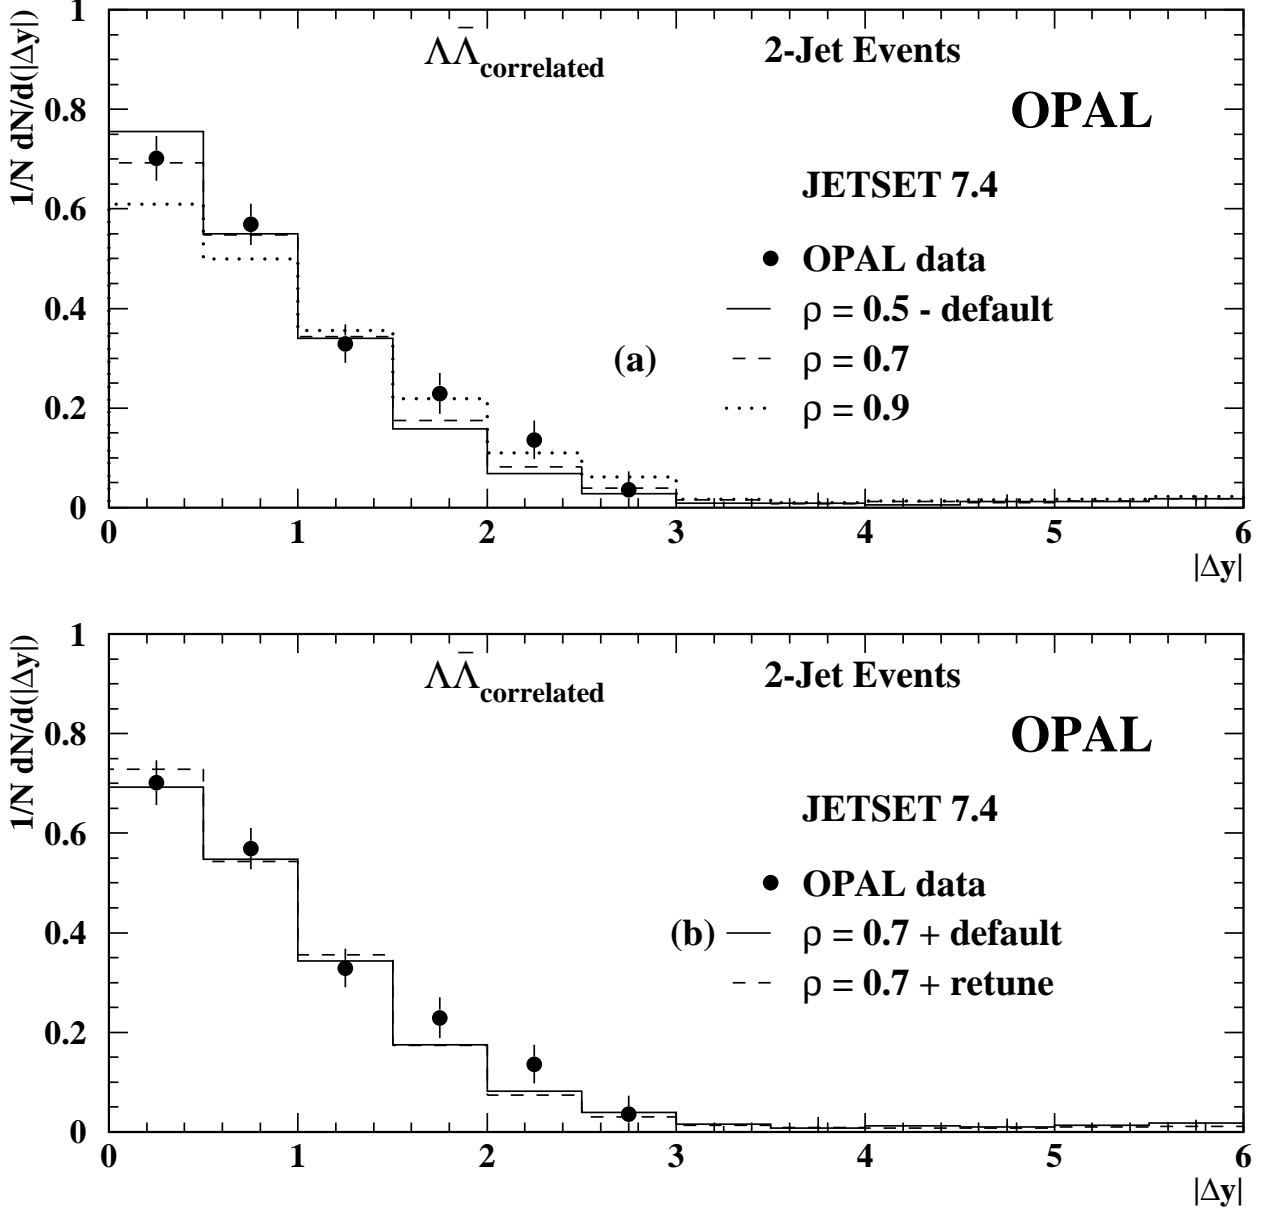 1/N dN/d(|Δy|)
1
0.8
0.6
0.4
0.2
0
ΛΛ̄correlated
2-Jet Events
OPAL
JETSET 7.4
OPAL data
ρ = 0.5 - default
(a)
ρ = 0.7
ρ = 0.9
0 1 2 3 4 5 6
|Δy|
1/N dN/d(|Δy|)
1
0.8
0.6
0.4
0.2
0
ΛΛ̄correlated
2-Jet Events
OPAL
JETSET 7.4
OPAL data
(b)
ρ = 0.7 + default
ρ = 0.7 + retune
0 1 2 3 4 5 6
|Δy|